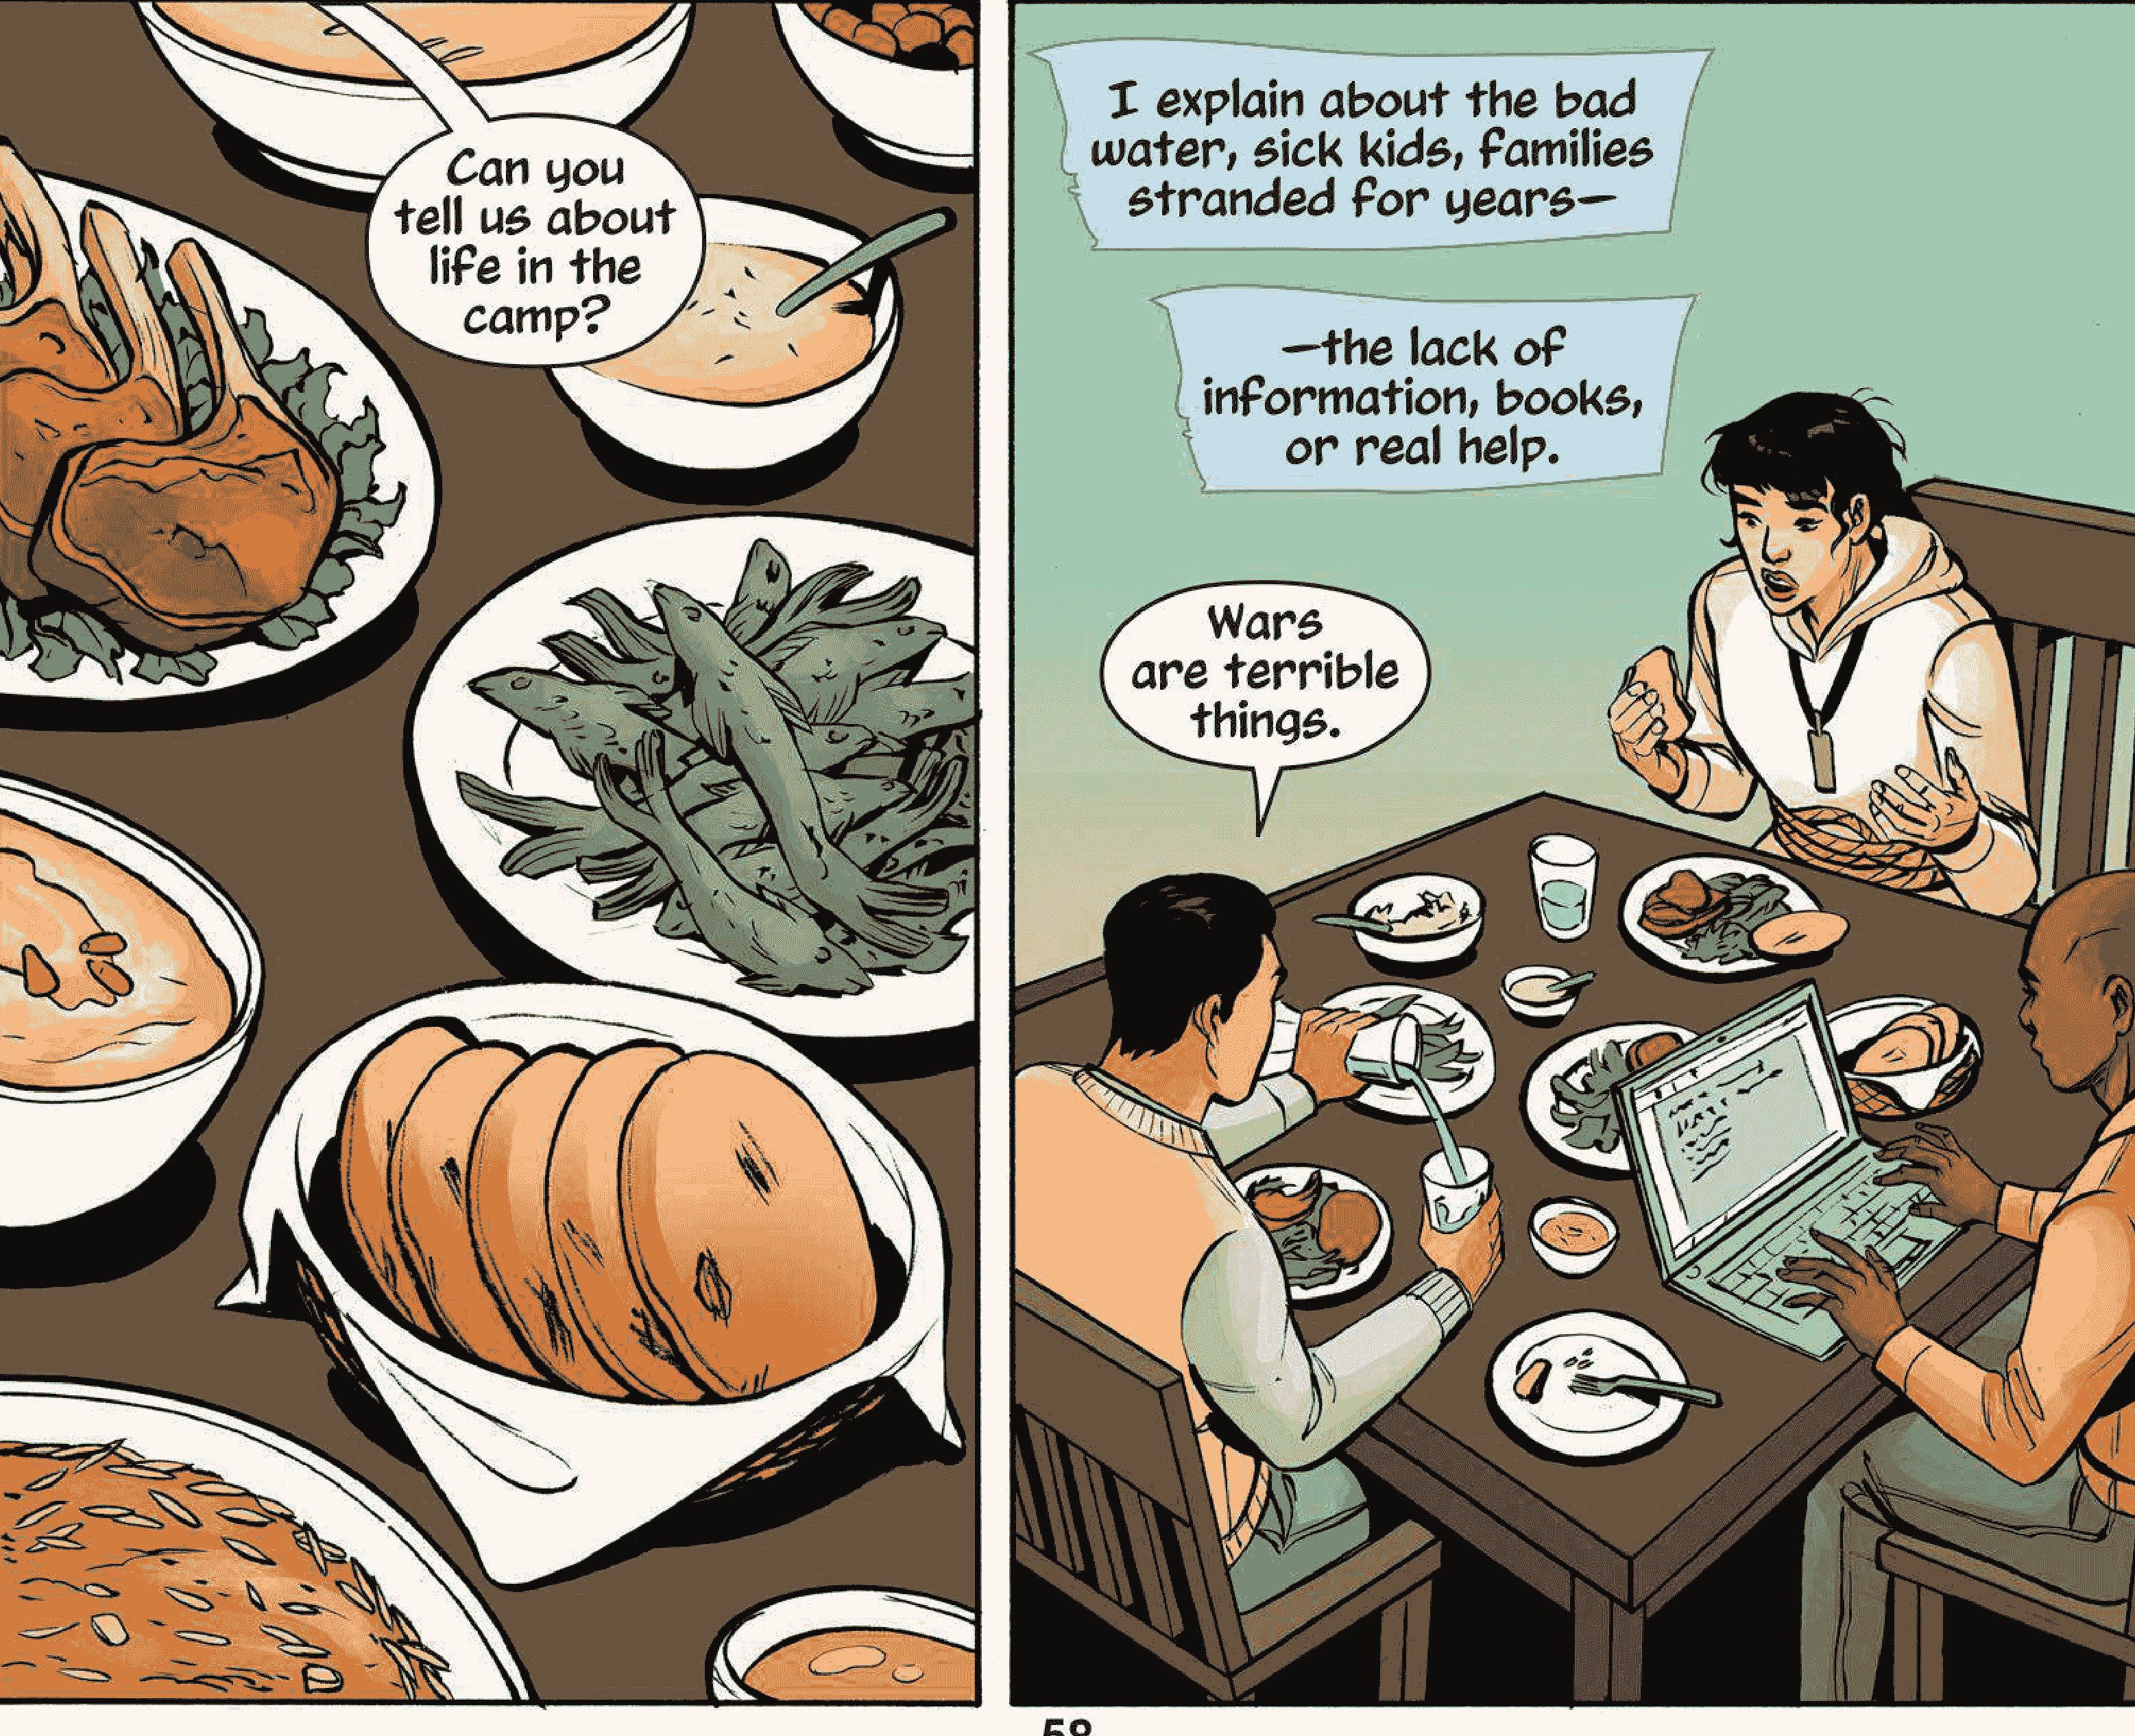 Can you
tell us about
life in the
camp?
I explain about the bad
water, sick kids, families
stranded for years—
—the lack of
information, books,
or real help.
Wars
are terrible
things.
58